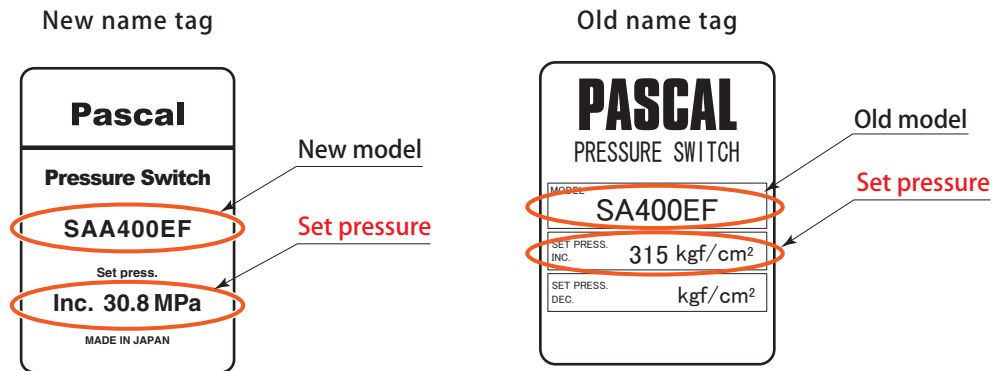 New name tag
Pascal
Pressure Switch
SAA400EF
Set press.
Inc. 30.8 MPa
MADE IN JAPAN
New model
Set pressure
Old name tag
PASCAL
PRESSURE SWITCH
MODEL
SA400EF
SET PRESS.
INC. 315 kgf/cm²
SET PRESS.
DEC. kgf/cm²
Old model
Set pressure